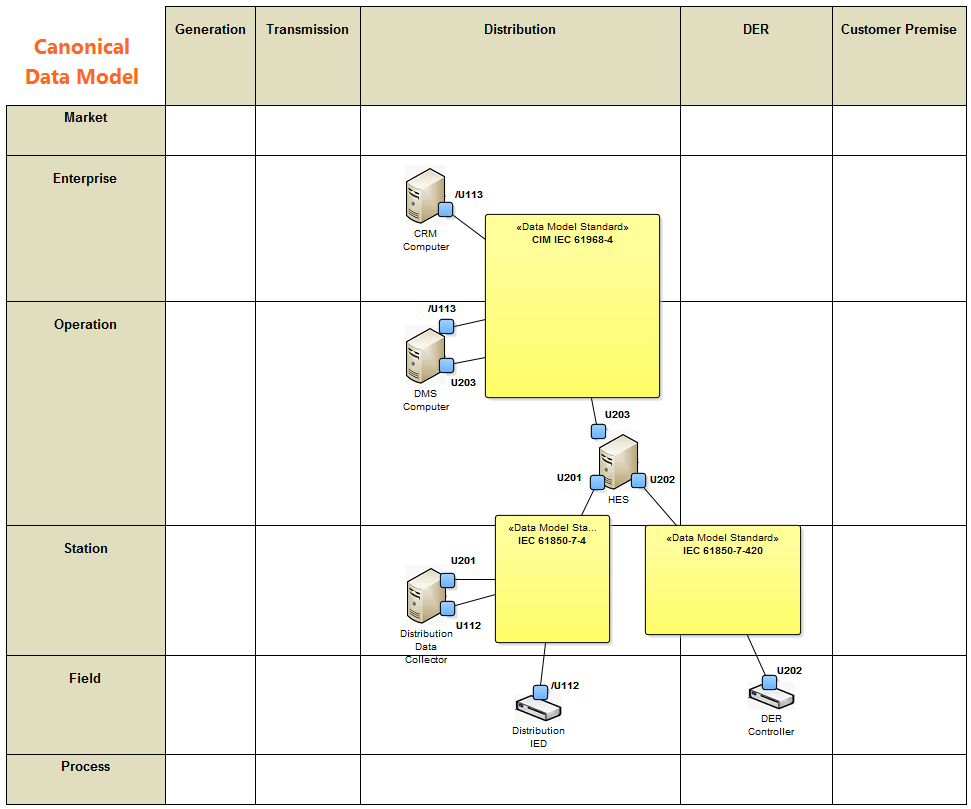 Canonical
Data Model
Generation
Transmission
Distribution
DER
Customer Premise
Market
Enterprise
/U113
CRM
Computer
«Data Model Standard»
CIM IEC 61968-4
Operation
/U113
U203
DMS
Computer
U203
U201
U202
HES
Station
«Data Model Sta...
IEC 61850-7-4
«Data Model Standard»
IEC 61850-7-420
U201
U112
Distribution
Data
Collector
Field
/U112
Distribution
IED
U202
DER
Controller
Process